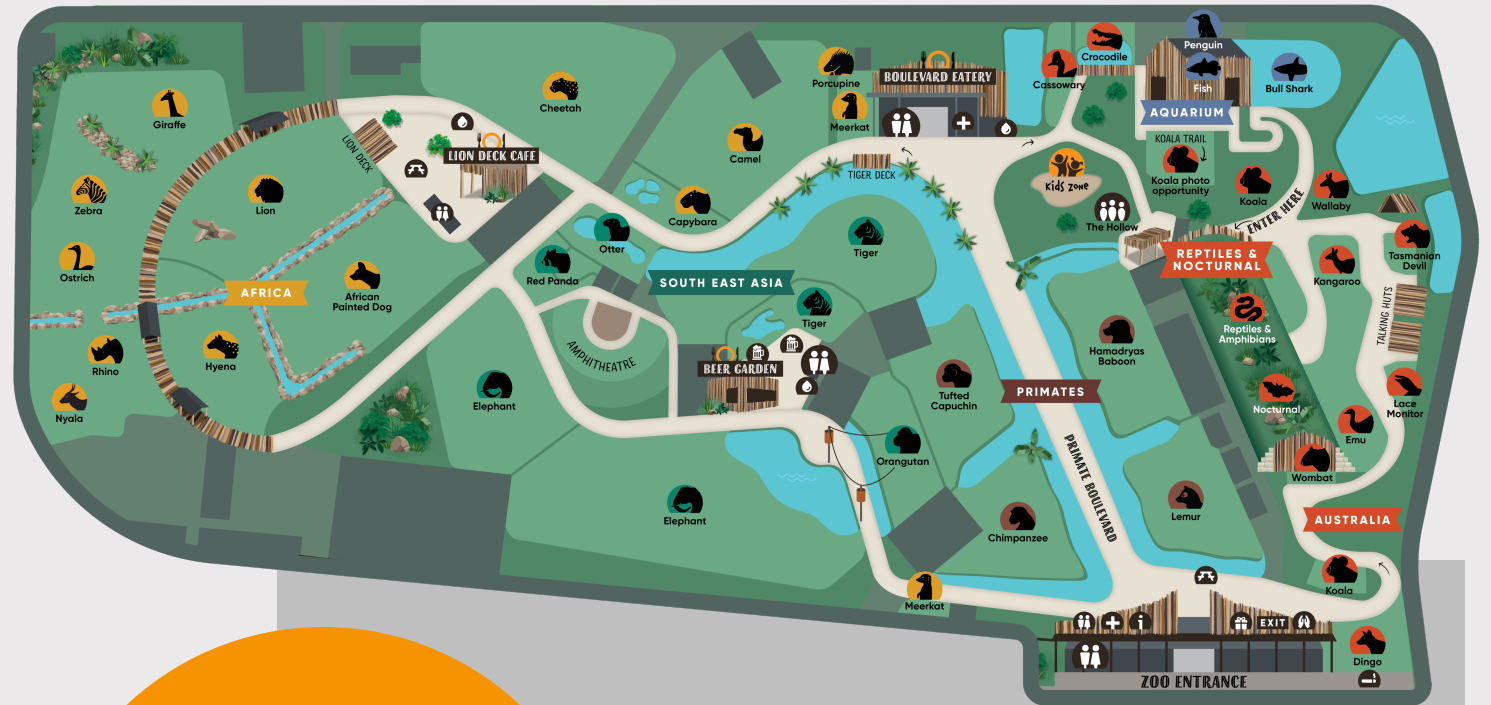 Penguin
Fish
Bull Shark
AQUARIUM
Crocodile
Cassowary
Porcupine
Meerkat
BOULEVARD EATERY
Cheetah
Camel
Capybara
Giraffe
Zebra
Ostrich
Rhino
Nyala
Lion
Hyena
African
Painted Dog
AFRICA
LION DECK
LION DECK CAFE
Otter
Red Panda
SOUTH EAST ASIA
TIGER DECK
Tiger
Tiger
AMPHITHEATRE
BEER GARDEN
Elephant
Elephant
Orangutan
Meerkat
Kids ZONE
The Hollow
KOALA TRAIL
Koala photo
opportunity
Koala
Wallaby
ENTER HERE
REPTILES &
NOCTURNAL
Reptiles &
Amphibians
Nocturnal
Wombat
Kangaroo
Tasmanian
Devil
TALKING HUTS
Lace
Monitor
Emu
AUSTRALIA
Koala
Dingo
Hamadryas
Baboon
Tufted
Capuchin
PRIMATES
PRIMATE BOULEVARD
Chimpanzee
Lemur
i
EXIT
ZOO ENTRANCE